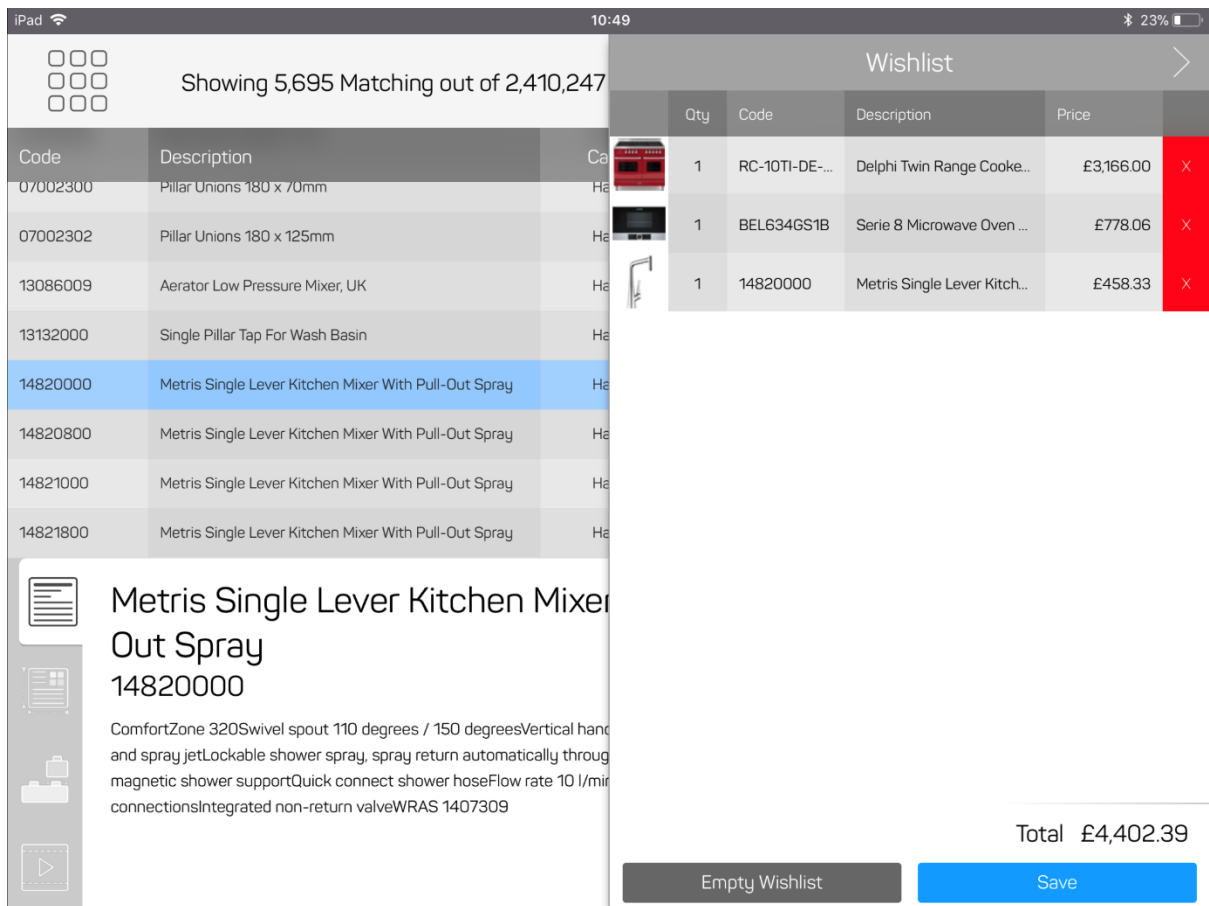 iPad 10:49 23%
Showing 5,695 Matching out of 2,410,247
Code Description Ca
07002300 Pillar Unions 180 x 70mm Ha
07002302 Pillar Unions 180 x 125mm Ha
13086009 Aerator Low Pressure Mixer, UK Ha
13132000 Single Pillar Tap For Wash Basin Ha
14820000 Metris Single Lever Kitchen Mixer With Pull-Out Spray Ha
14820800 Metris Single Lever Kitchen Mixer With Pull-Out Spray Ha
14821000 Metris Single Lever Kitchen Mixer With Pull-Out Spray Ha
14821800 Metris Single Lever Kitchen Mixer With Pull-Out Spray Ha
Metris Single Lever Kitchen Mixer
Out Spray
14820000
ComfortZone 320Swivel spout 110 degrees / 150 degreesVertical hand
and spray jetLockable shower spray, spray return automatically throug
magnetic shower supportQuick connect shower hoseFlow rate 10 l/min
connectionsIntegrated non-return valveWRAS 1407309
Wishlist
Qty Code Description Price
1 RC-10TI-DE-... Delphi Twin Range Cooke... £3,166.00 X
1 BEL634GS1B Serie 8 Microwave Oven ... £778.06 X
1 14820000 Metris Single Lever Kitch... £458.33 X
Total £4,402.39
Empty Wishlist Save